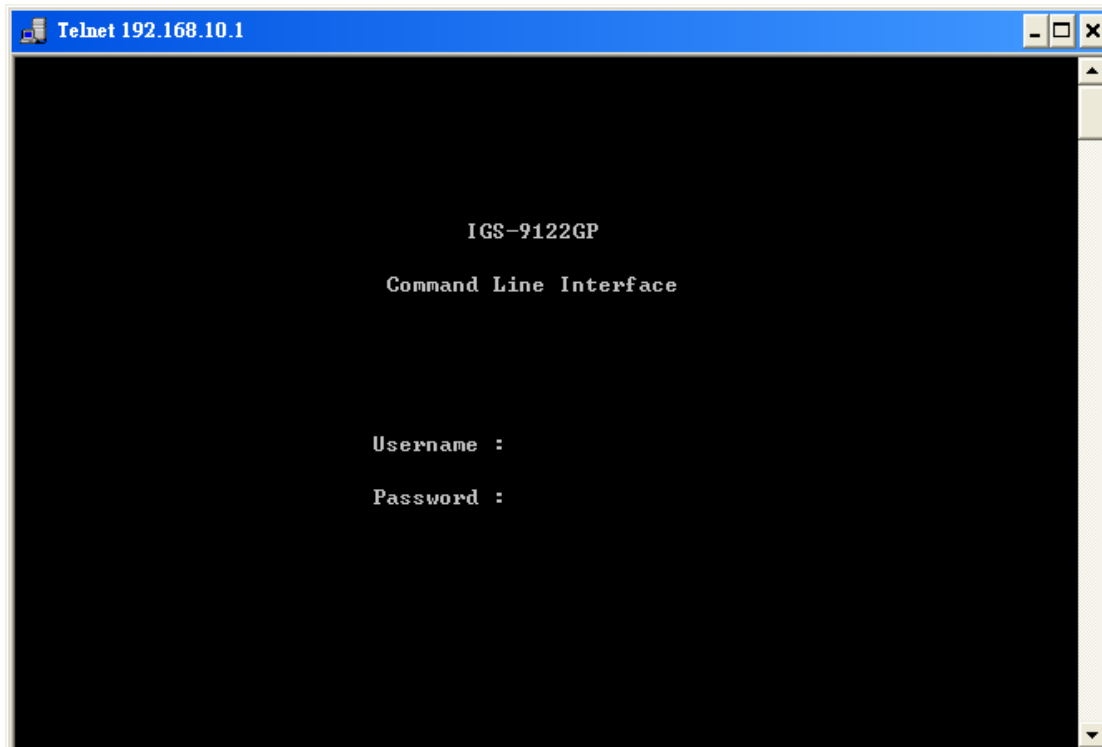 Telnet 192.168.10.1
IGS-9122GP
Command Line Interface
Username :
Password :